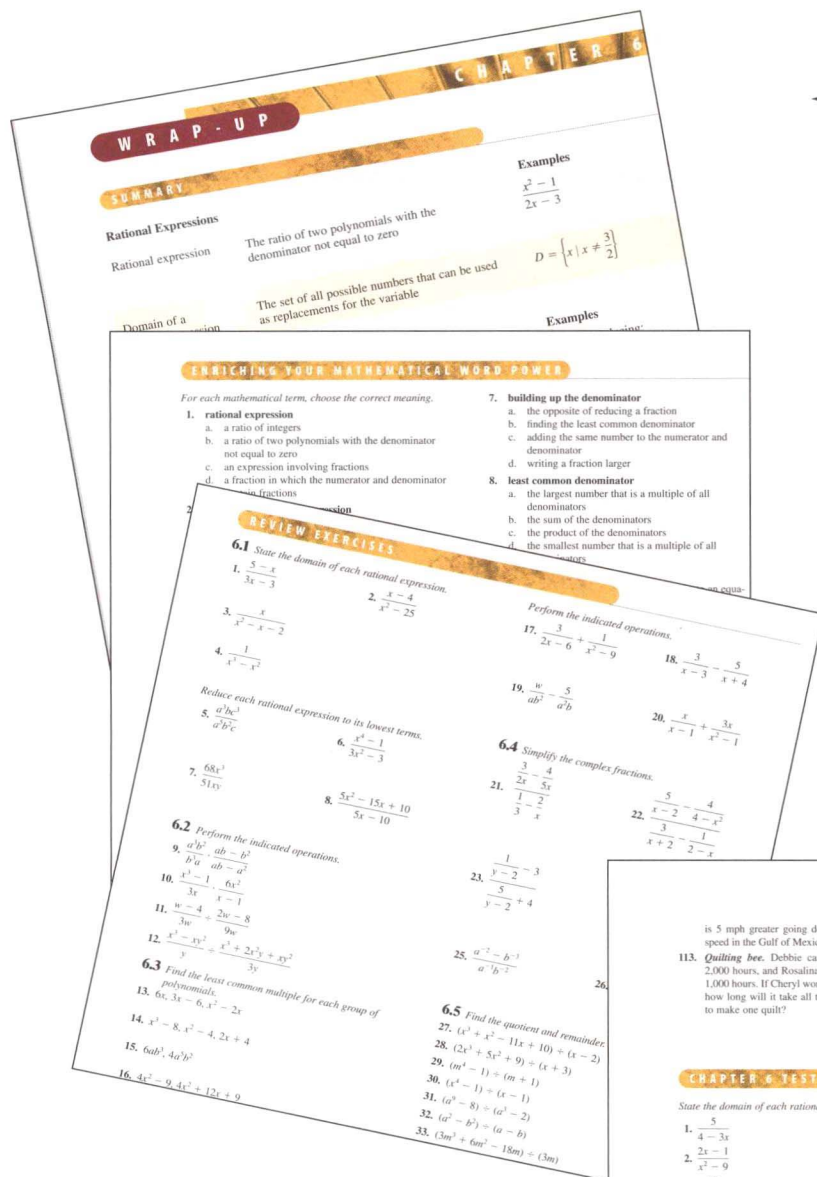 CHAPTER 6
WRAP-UP
SUMMARY
Rational Expressions
Examples
Rational expression
The ratio of two polynomials with the
denominator not equal to zero
x² − 1
2x − 3
Domain of a
The set of all possible numbers that can be used
as replacements for the variable
D = {x | x ≠ 3/2}
Examples
ENRICHING YOUR MATHEMATICAL WORD POWER
For each mathematical term, choose the correct meaning.
1. rational expression
a. a ratio of integers
b. a ratio of two polynomials with the denominator
not equal to zero
c. an expression involving fractions
d. a fraction in which the numerator and denominator
fractions
2
7. building up the denominator
a. the opposite of reducing a fraction
b. finding the least common denominator
c. adding the same number to the numerator and
denominator
d. writing a fraction larger
8. least common denominator
a. the largest number that is a multiple of all
denominators
b. the sum of the denominators
c. the product of the denominators
d. the smallest number that is a multiple of all
an equa-
REVIEW EXERCISES
6.1 State the domain of each rational expression.
1. (5 − x)/(3x − 3)
2. (x − 4)/(x² − 25)
3. x/(x² − x − 2)
4. 1/(x³ − x²)
Reduce each rational expression to its lowest terms.
5. a³bc³/a⁵b²c
6. (x⁴ − 1)/(3x² − 3)
7. 68x³/51xy
8. (5x² − 15x + 10)/(5x − 10)
6.2 Perform the indicated operations.
9. a³b²/b³a · (ab − b²)/(ab − a²)
10. (x³ − 1)/3x · 6x²/(x − 1)
11. (w − 4)/3w ÷ (2w − 8)/9w
12. (x³ − xy²)/y ÷ (x³ + 2x²y + xy²)/3y
6.3 Find the least common multiple for each group of
polynomials.
13. 6x, 3x − 6, x² − 2x
14. x³ − 8, x² − 4, 2x + 4
15. 6ab³, 4a⁵b²
16. 4x² − 9, 4x² + 12x + 9
Perform the indicated operations.
17. 3/(2x − 6) + 1/(x² − 9)
18. 3/(x − 3) − 5/(x + 4)
19. w/ab² − 5/a²b
20. x/(x − 1) + 3x/(x² − 1)
6.4 Simplify the complex fractions.
21. (3/2x − 4/5x)/(1/3 − 2/x)
22. (5/(x − 2) − 4/(4 − x²))/(3/(x + 2) − 1/(2 − x))
23. (1/(y − 2) − 3)/(5/(y − 2) + 4)
25. (a⁻² − b⁻³)/(a⁻¹b⁻²)
26.
6.5 Find the quotient and remainder.
27. (x³ + x² − 11x + 10) ÷ (x − 2)
28. (2x³ + 5x² + 9) ÷ (x + 3)
29. (m⁴ − 1) ÷ (m + 1)
30. (x⁴ − 1) ÷ (x − 1)
31. (a⁹ − 8) ÷ (a³ − 2)
32. (a² − b²) ÷ (a − b)
33. (3m³ + 6m² − 18m) ÷ (3m)
is 5 mph greater going
speed in the Gulf of
113. Quilting bee. Debbie
2,000 hours, and Rosalina
1,000 hours. If Cheryl
how long will it take all
to make one quilt?
CHAPTER 6 TEST
State the domain of each
1. 5/(4 − 3x)
2. (2x − 1)/(x² − 9)